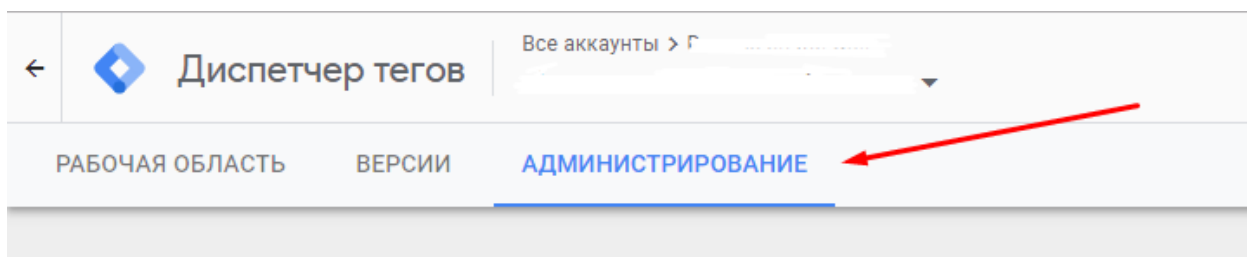 Все аккаунты >
Диспетчер тегов
РАБОЧАЯ ОБЛАСТЬ ВЕРСИИ АДМИНИСТРИРОВАНИЕ